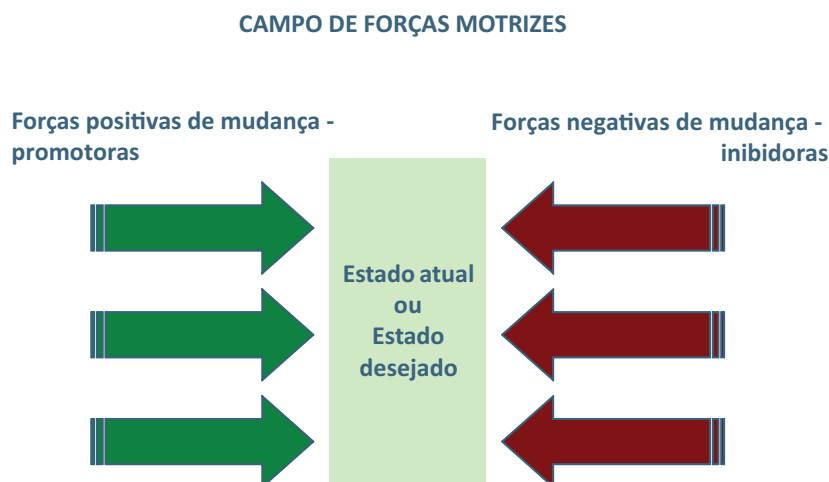 CAMPO DE FORÇAS MOTRIZES
Forças positivas de mudança -
promotoras
Forças negativas de mudança -
inibidoras
Estado atual
ou
Estado
desejado